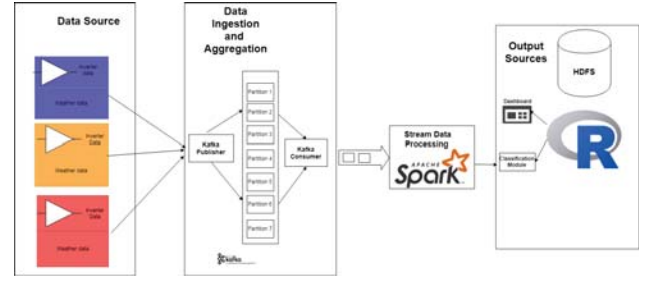 Data Source
Inverter
data
Weather data
Inverter
Data
Weather data
Inverter
Data
Weather data
Data
Ingestion
and
Aggregation
Kafka
Publisher
Partition 1
Partition 2
Partition 3
Partition 4
Partition 5
Partition 6
Partition 7
Kafka
Consumer
kafka
Stream Data
Processing
APACHE
Spark
Output
Sources
HDFS
Dashboard
R
Classification
Module